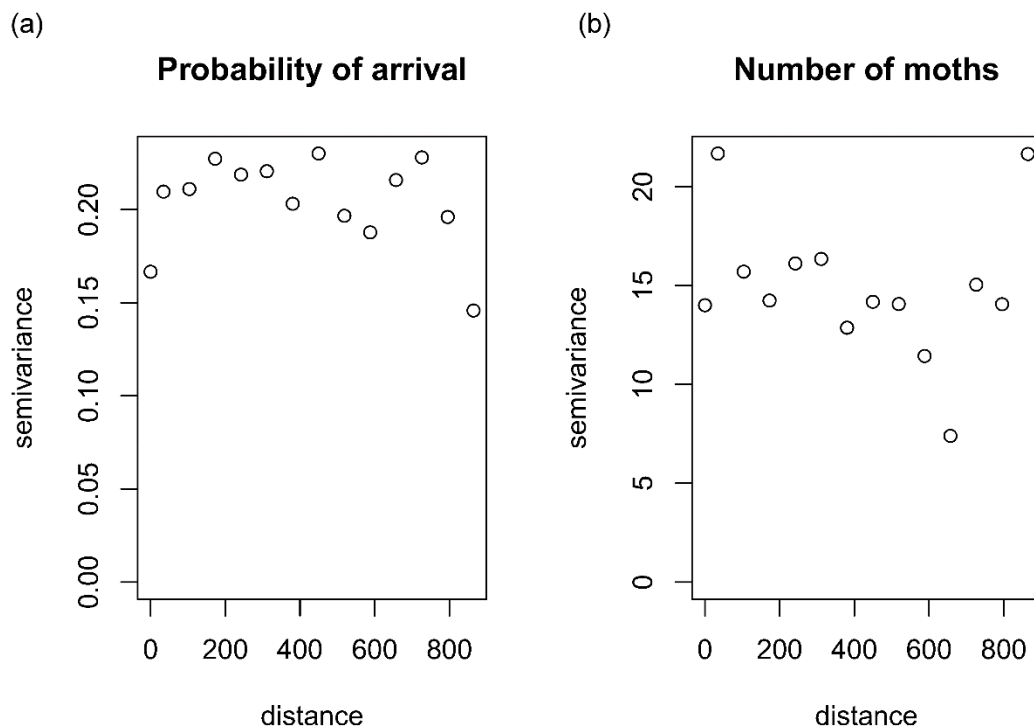 (a)
Probability of arrival
semivariance
0.20
0.15
0.10
0.05
0.00
0 200 400 600 800
distance
(b)
Number of moths
semivariance
20
15
10
5
0
0 200 400 600 800
distance